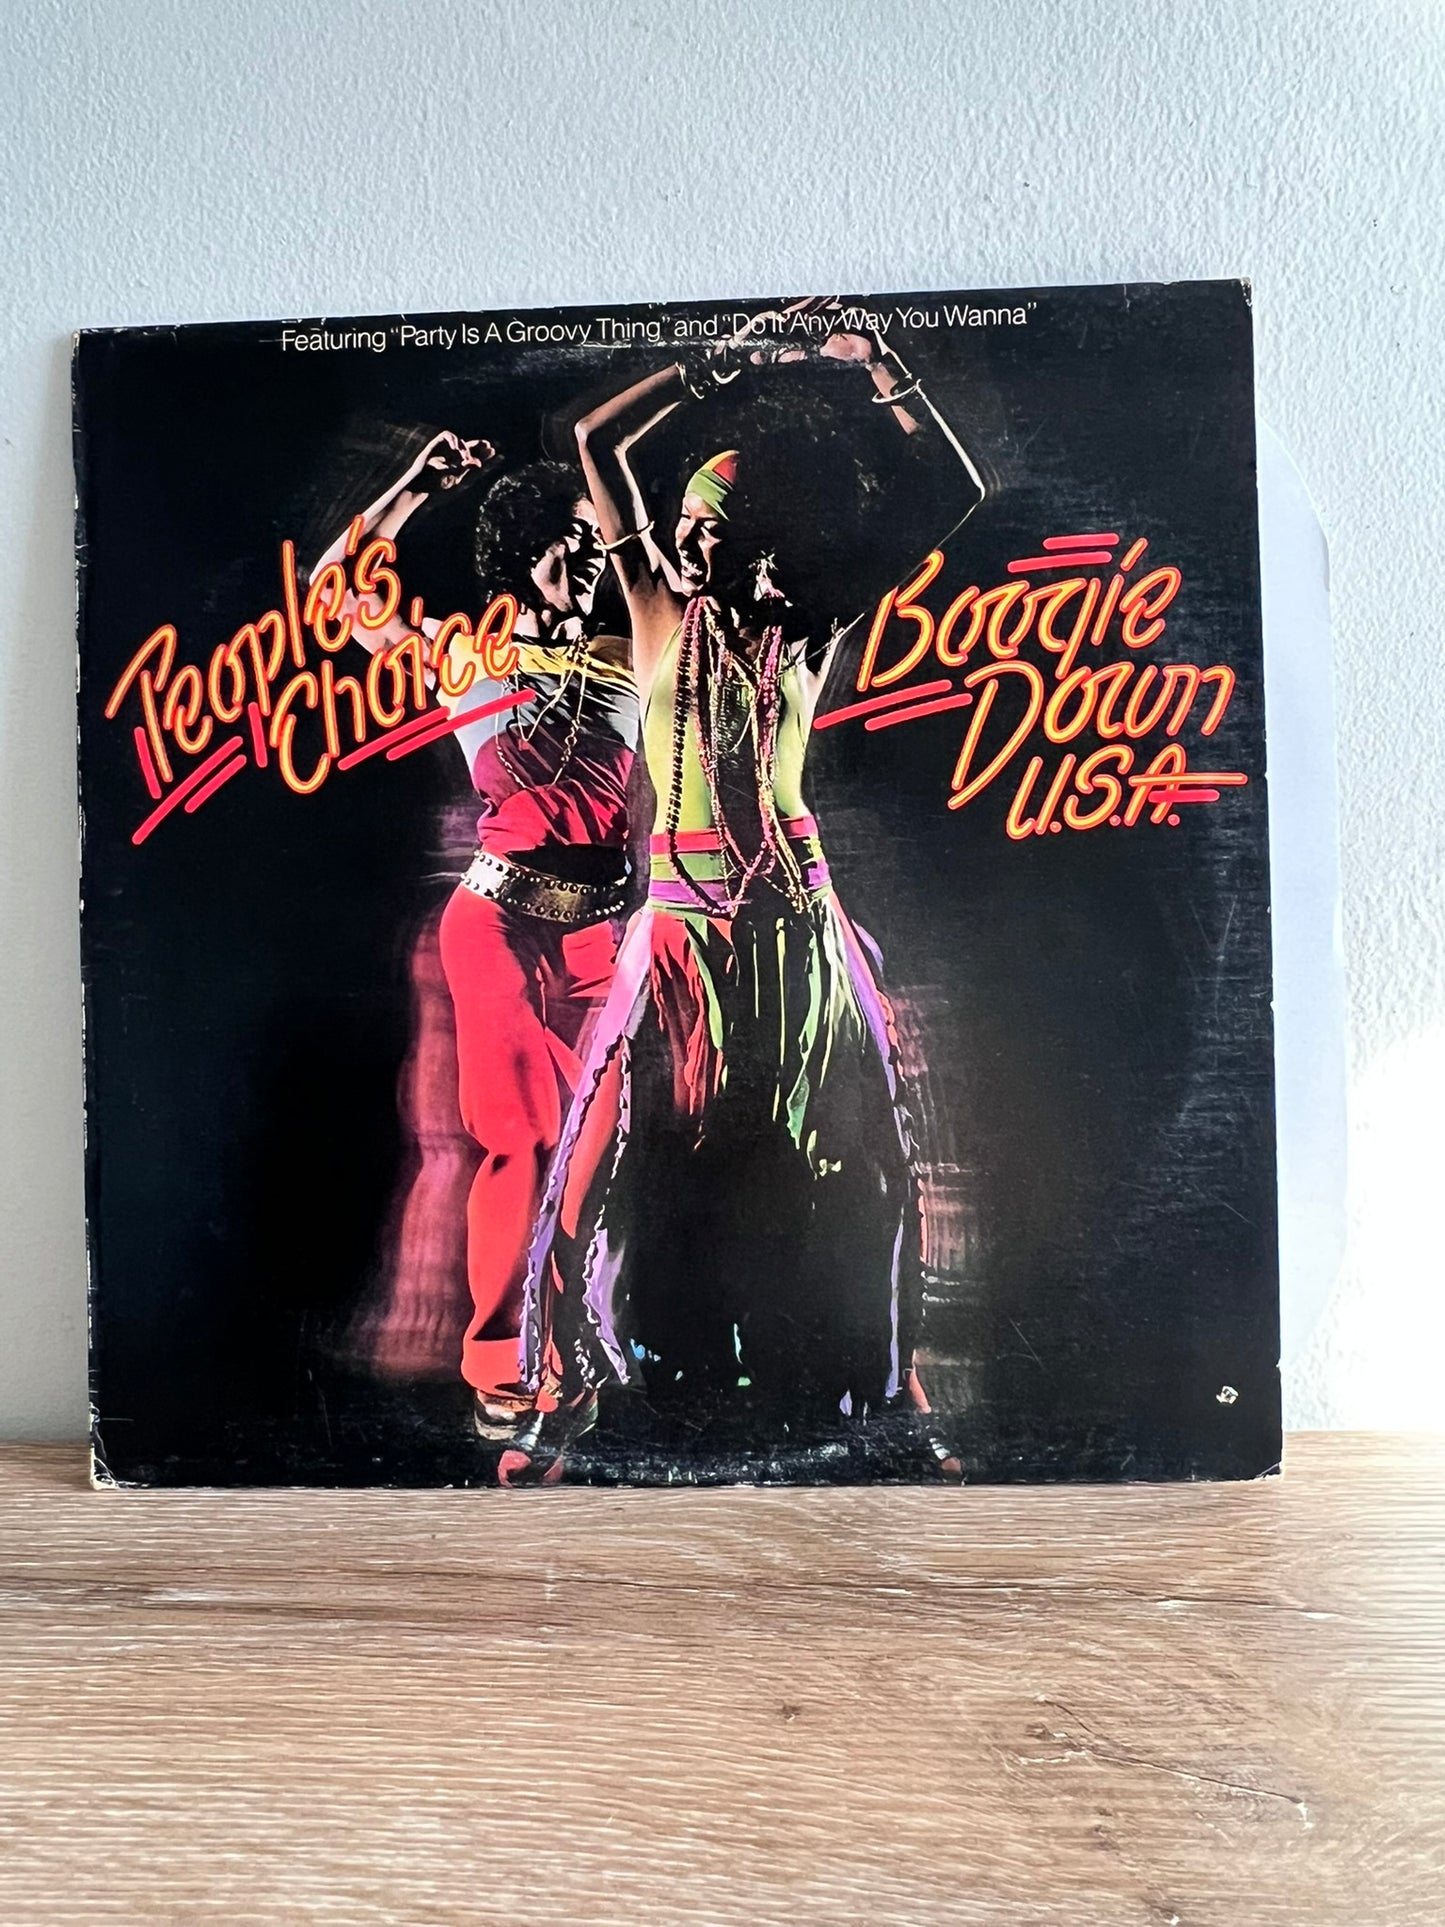 Featuring "Party Is A Groovy Thing" and "Do It Any Way You Wanna"
People's
Choice
Boogie
Down
U.S.A.